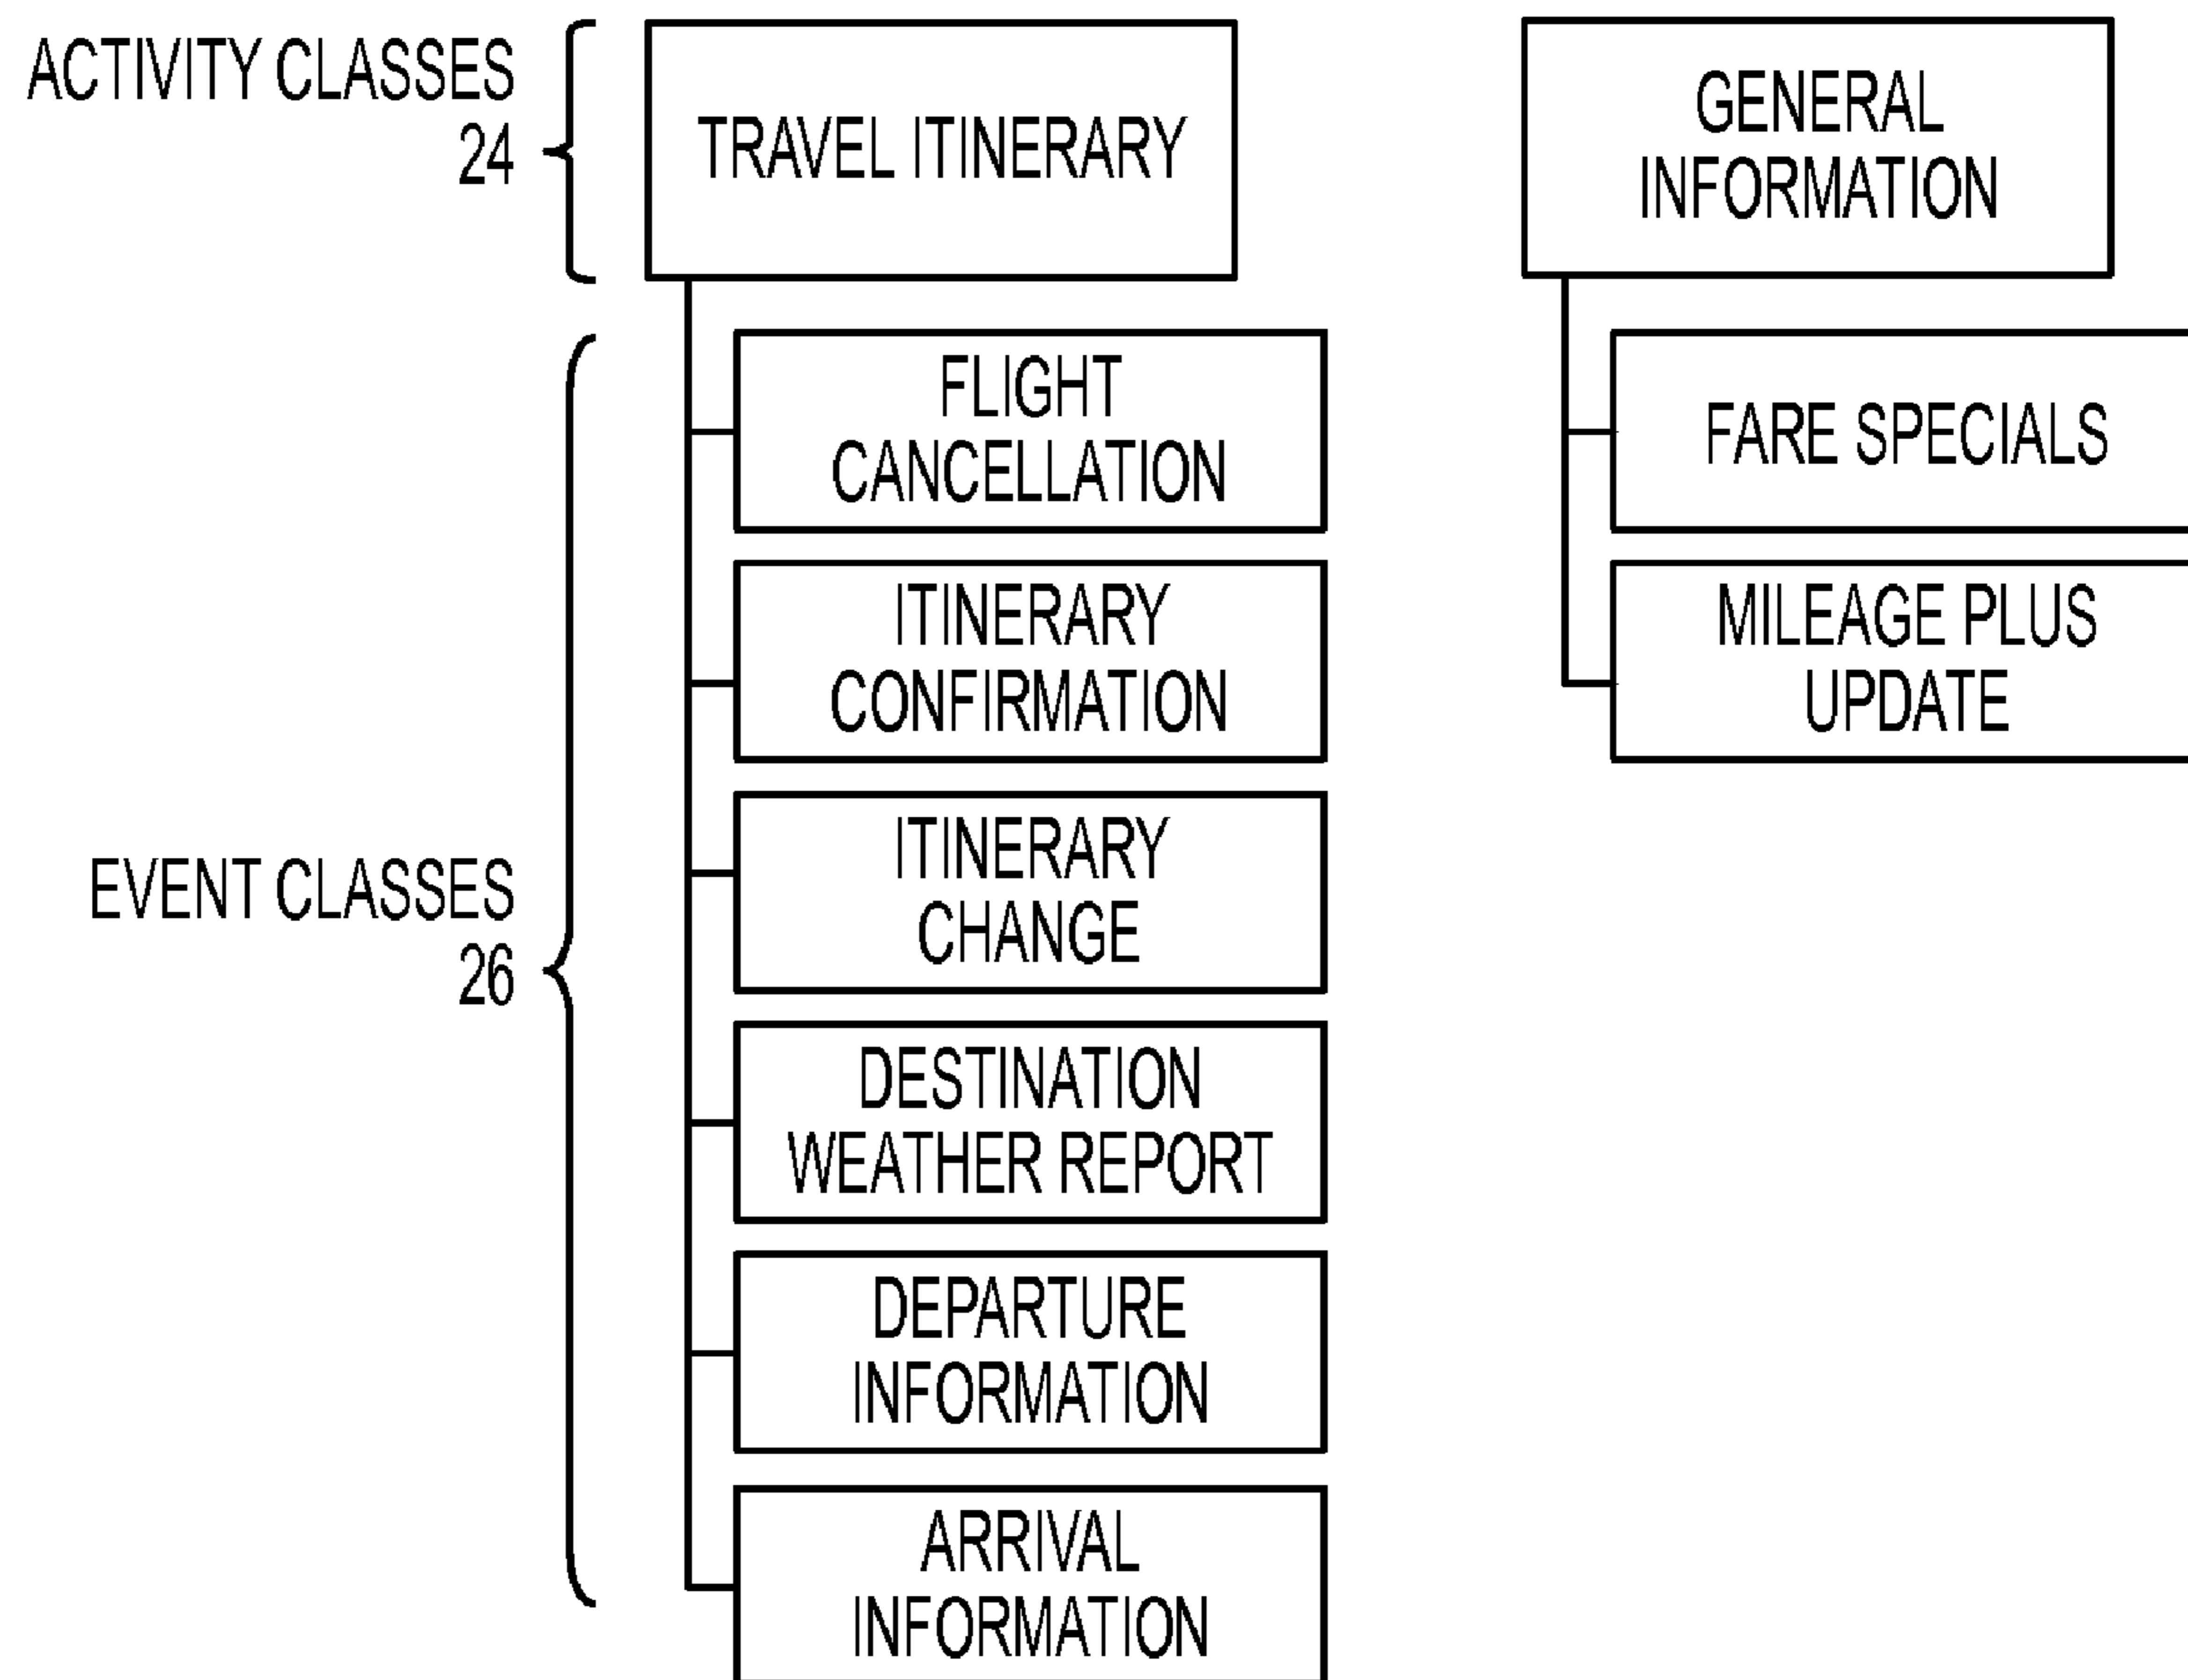 ACTIVITY CLASSES
24
TRAVEL ITINERARY
GENERAL
INFORMATION
EVENT CLASSES
26
FLIGHT
CANCELLATION
ITINERARY
CONFIRMATION
ITINERARY
CHANGE
DESTINATION
WEATHER REPORT
DEPARTURE
INFORMATION
ARRIVAL
INFORMATION
FARE SPECIALS
MILEAGE PLUS
UPDATE